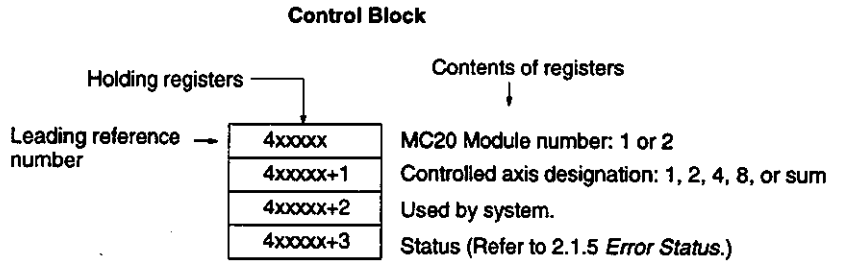 Control Block
Holding registers
Contents of registers
Leading reference
number
4xxxxx
MC20 Module number: 1 or 2
4xxxxx+1
Controlled axis designation: 1, 2, 4, 8, or sum
4xxxxx+2
Used by system.
4xxxxx+3
Status (Refer to 2.1.5 Error Status.)